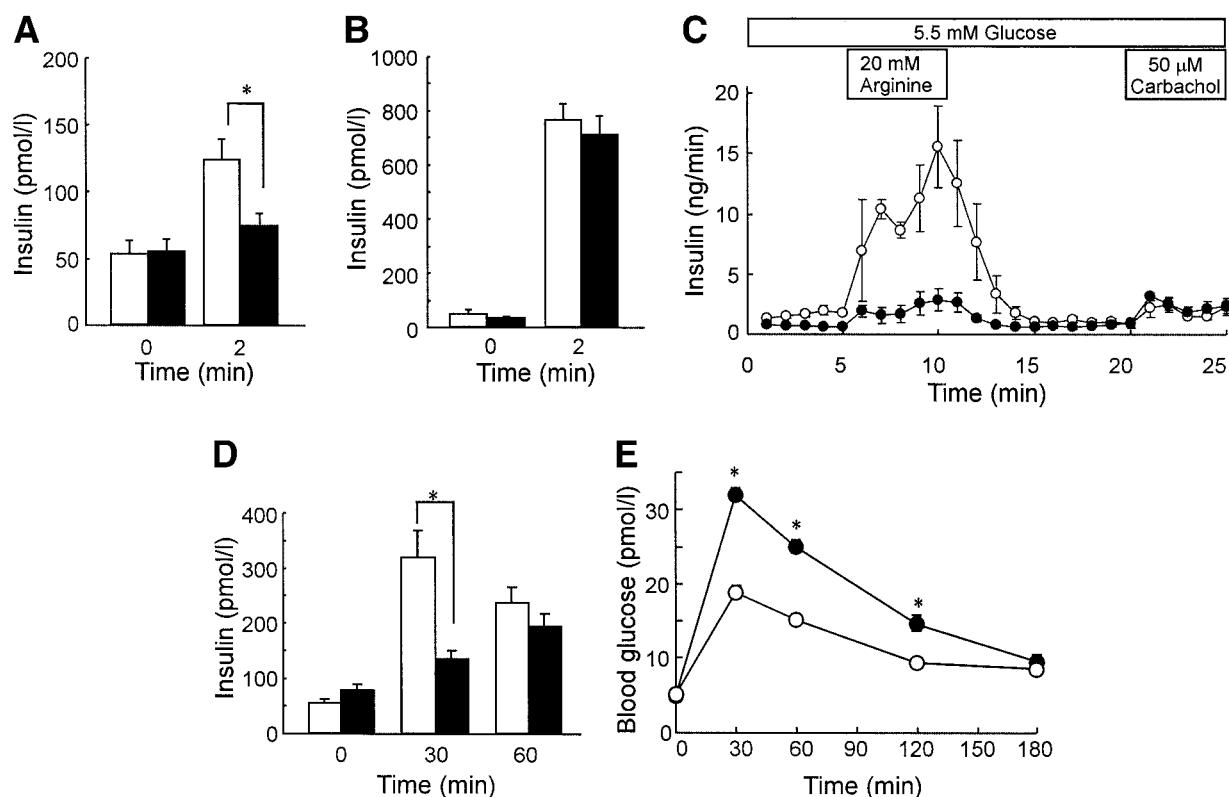 A
200
150
100
50
0
Insulin (pmol/l)
*
0 2
Time (min)
B
1000
800
600
400
200
0
Insulin (pmol/l)
0 2
Time (min)
C
5.5 mM Glucose
20 mM
Arginine
50 μM
Carbachol
20
15
10
5
0
Insulin (ng/min)
0 5 10 15 20 25
Time (min)
D
400
300
200
100
0
Insulin (pmol/l)
*
0 30 60
Time (min)
E
30
20
10
0
Blood glucose (pmol/l)
*
*
*
0 30 60 90 120 150 180
Time (min)